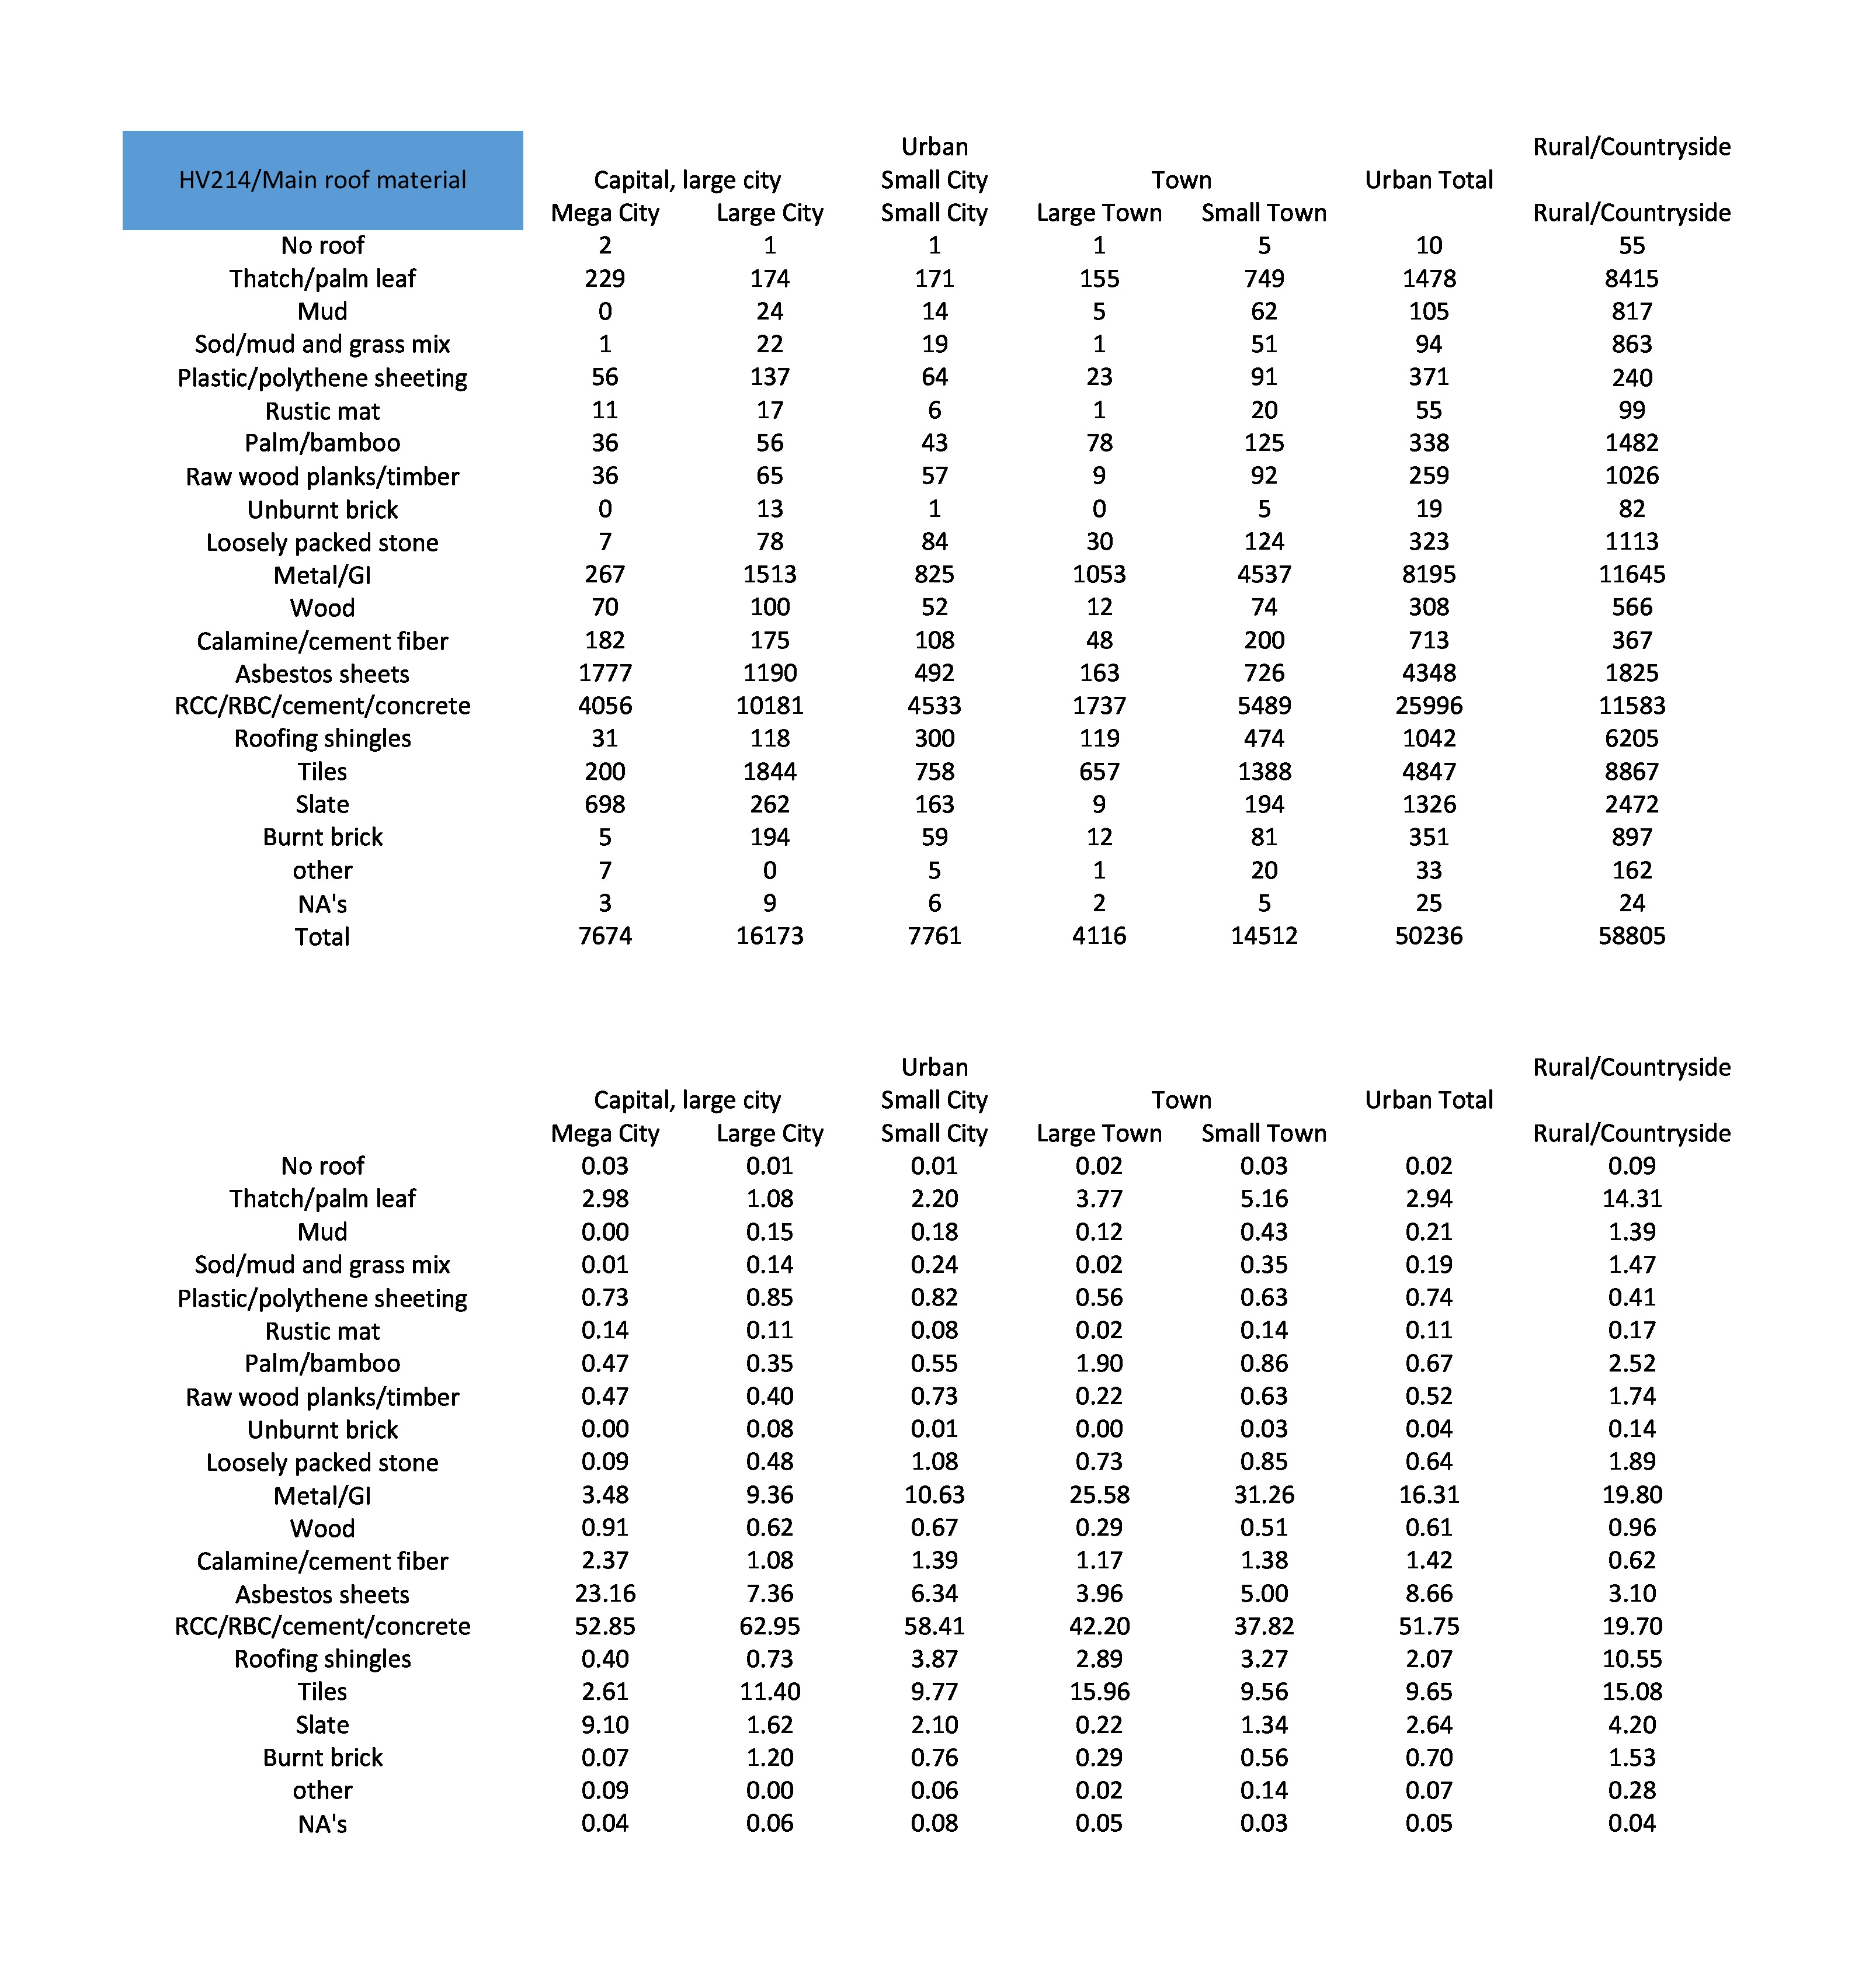 Urban Rural/Countryside
HV214/Main roof material Capital, large city Small City Town Urban Total
Mega City Large City Small City Large Town Small Town Rural/Countryside
No roof 2 1 1 1 5 10 55
Thatch/palm leaf 229 174 171 155 749 1478 8415
Mud 0 24 14 5 62 105 817
Sod/mud and grass mix 1 22 19 1 51 94 863
Plastic/polythene sheeting 56 137 64 23 91 371 240
Rustic mat 11 17 6 1 20 55 99
Palm/bamboo 36 56 43 78 125 338 1482
Raw wood planks/timber 36 65 57 9 92 259 1026
Unburnt brick 0 13 1 0 5 19 82
Loosely packed stone 7 78 84 30 124 323 1113
Metal/GI 267 1513 825 1053 4537 8195 11645
Wood 70 100 52 12 74 308 566
Calamine/cement fiber 182 175 108 48 200 713 367
Asbestos sheets 1777 1190 492 163 726 4348 1825
RCC/RBC/cement/concrete 4056 10181 4533 1737 5489 25996 11583
Roofing shingles 31 118 300 119 474 1042 6205
Tiles 200 1844 758 657 1388 4847 8867
Slate 698 262 163 9 194 1326 2472
Burnt brick 5 194 59 12 81 351 897
other 7 0 5 1 20 33 162
NA's 3 9 6 2 5 25 24
Total 7674 16173 7761 4116 14512 50236 58805
Urban Rural/Countryside
Capital, large city Small City Town Urban Total
Mega City Large City Small City Large Town Small Town Rural/Countryside
No roof 0.03 0.01 0.01 0.02 0.03 0.02 0.09
Thatch/palm leaf 2.98 1.08 2.20 3.77 5.16 2.94 14.31
Mud 0.00 0.15 0.18 0.12 0.43 0.21 1.39
Sod/mud and grass mix 0.01 0.14 0.24 0.02 0.35 0.19 1.47
Plastic/polythene sheeting 0.73 0.85 0.82 0.56 0.63 0.74 0.41
Rustic mat 0.14 0.11 0.08 0.02 0.14 0.11 0.17
Palm/bamboo 0.47 0.35 0.55 1.90 0.86 0.67 2.52
Raw wood planks/timber 0.47 0.40 0.73 0.22 0.63 0.52 1.74
Unburnt brick 0.00 0.08 0.01 0.00 0.03 0.04 0.14
Loosely packed stone 0.09 0.48 1.08 0.73 0.85 0.64 1.89
Metal/GI 3.48 9.36 10.63 25.58 31.26 16.31 19.80
Wood 0.91 0.62 0.67 0.29 0.51 0.61 0.96
Calamine/cement fiber 2.37 1.08 1.39 1.17 1.38 1.42 0.62
Asbestos sheets 23.16 7.36 6.34 3.96 5.00 8.66 3.10
RCC/RBC/cement/concrete 52.85 62.95 58.41 42.20 37.82 51.75 19.70
Roofing shingles 0.40 0.73 3.87 2.89 3.27 2.07 10.55
Tiles 2.61 11.40 9.77 15.96 9.56 9.65 15.08
Slate 9.10 1.62 2.10 0.22 1.34 2.64 4.20
Burnt brick 0.07 1.20 0.76 0.29 0.56 0.70 1.53
other 0.09 0.00 0.06 0.02 0.14 0.07 0.28
NA's 0.04 0.06 0.08 0.05 0.03 0.05 0.04